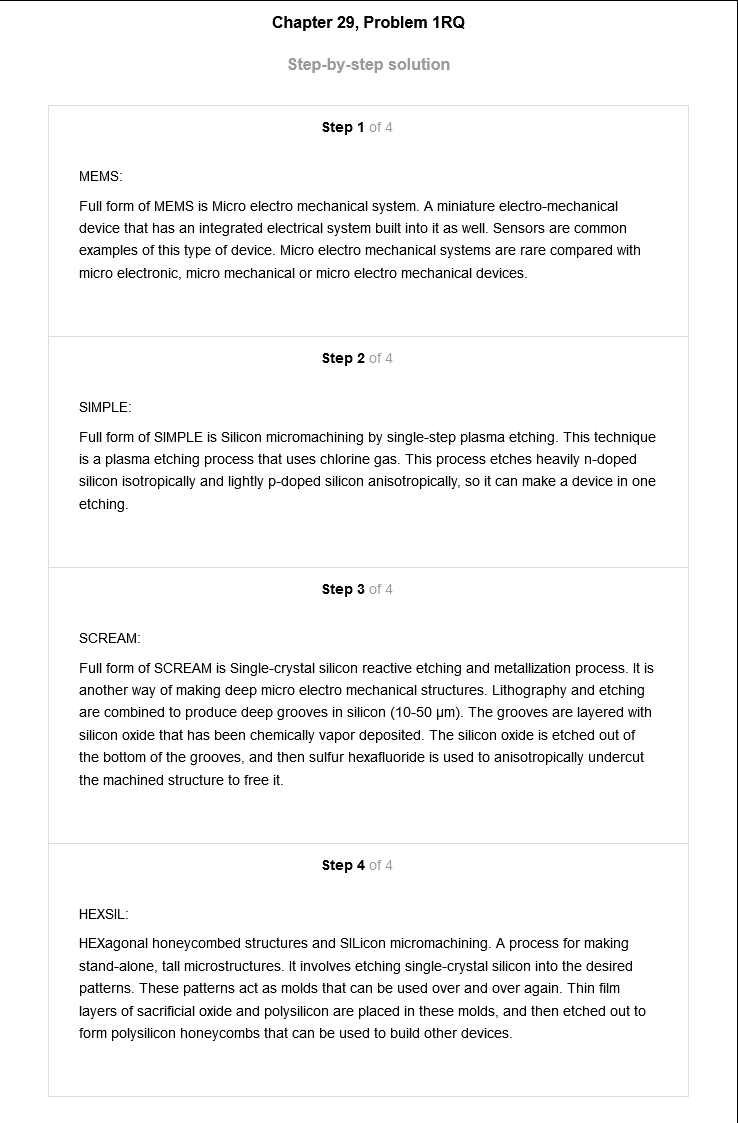 Chapter 29, Problem 1RQ
Step-by-step solution
Step 1 of 4
MEMS:
Full form of MEMS is Micro electro mechanical system. A miniature electro-mechanical
device that has an integrated electrical system built into it as well. Sensors are common
examples of this type of device. Micro electro mechanical systems are rare compared with
micro electronic, micro mechanical or micro electro mechanical devices.
Step 2 of 4
SIMPLE:
Full form of SIMPLE is Silicon micromachining by single-step plasma etching. This technique
is a plasma etching process that uses chlorine gas. This process etches heavily n-doped
silicon isotropically and lightly p-doped silicon anisotropically, so it can make a device in one
etching.
Step 3 of 4
SCREAM:
Full form of SCREAM is Single-crystal silicon reactive etching and metallization process. It is
another way of making deep micro electro mechanical structures. Lithography and etching
are combined to produce deep grooves in silicon (10-50 μm). The grooves are layered with
silicon oxide that has been chemically vapor deposited. The silicon oxide is etched out of
the bottom of the grooves, and then sulfur hexafluoride is used to anisotropically undercut
the machined structure to free it.
Step 4 of 4
HEXSIL:
HEXagonal honeycombed structures and SILicon micromachining. A process for making
stand-alone, tall microstructures. It involves etching single-crystal silicon into the desired
patterns. These patterns act as molds that can be used over and over again. Thin film
layers of sacrificial oxide and polysilicon are placed in these molds, and then etched out to
form polysilicon honeycombs that can be used to build other devices.